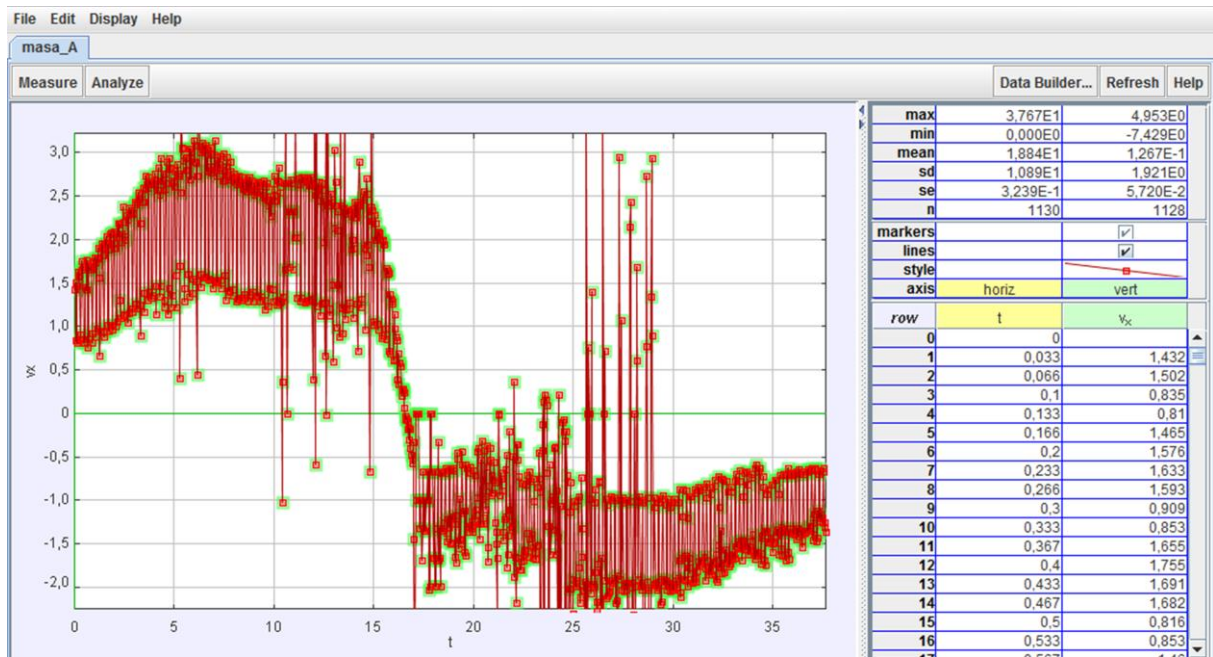 File Edit Display Help
masa_A
Measure Analyze Data Builder... Refresh Help
max 3,767E1 4,953E0
min 0,000E0 -7,429E0
mean 1,884E1 1,267E-1
sd 1,089E1 1,921E0
se 3,239E-1 5,720E-2
n 1130 1128
markers
lines
style
axis horiz vert
row t vx
0 0
1 0,033 1,432
2 0,066 1,502
3 0,1 0,835
4 0,133 0,81
5 0,166 1,465
6 0,2 1,576
7 0,233 1,633
8 0,266 1,593
9 0,3 0,909
10 0,333 0,853
11 0,367 1,655
12 0,4 1,755
13 0,433 1,691
14 0,467 1,682
15 0,5 0,816
16 0,533 0,853
3,0
2,5
2,0
1,5
1,0
0,5
0
-0,5
-1,0
-1,5
-2,0
vx
0 5 10 15 20 25 30 35
t